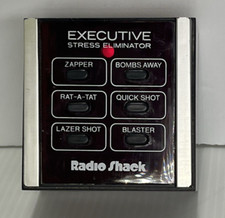 EXECUTIVE
STRESS ELIMINATOR
ZAPPER BOMBS AWAY
RAT-A-TAT QUICK SHOT
LAZER SHOT BLASTER
Radio Shack